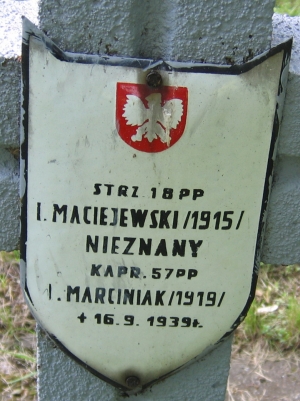 STRZ. 18 PP
I. MACIEJEWSKI /1915/
NIEZNANY
KAPR. 57 PP
I. MARCINIAK /1919/
+ 16. 9. 1939 r.